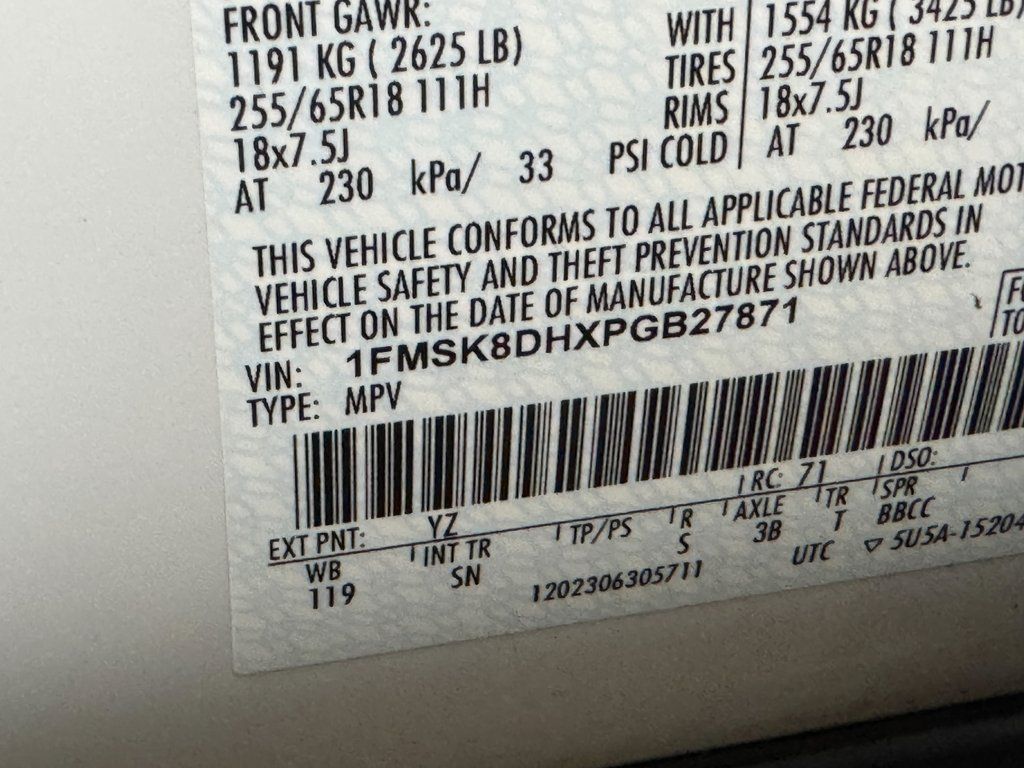 FRONT GAWR:
1191 KG ( 2625 LB)
255/65R18 111H
18x7.5J
AT 230 kPa/ 33 PSI COLD
WITH
TIRES
RIMS
1554 KG ( 3425 LB)
255/65R18 111H
18x7.5J
AT 230 kPa/
THIS VEHICLE CONFORMS TO ALL APPLICABLE FEDERAL MOT
VEHICLE SAFETY AND THEFT PREVENTION STANDARDS IN
EFFECT ON THE DATE OF MANUFACTURE SHOWN ABOVE.
VIN: 1FMSK8DHXPGB27871
TYPE: MPV
EXT PNT: YZ RC: 71 DSO:
WB INT TR TP/PS R AXLE TR SPR
119 SN S 3B T BBCC
1202306305711 UTC ▽ 5U5A-15204